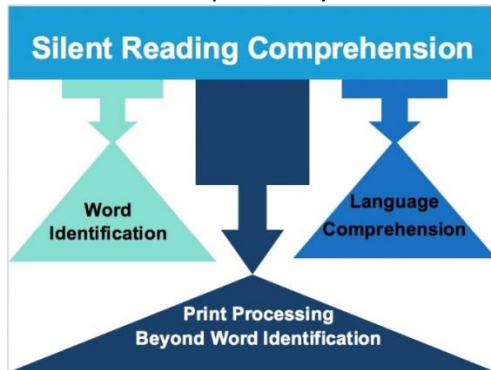 Silent Reading Comprehension
Word
Identification
Language
Comprehension
Print Processing
Beyond Word Identification